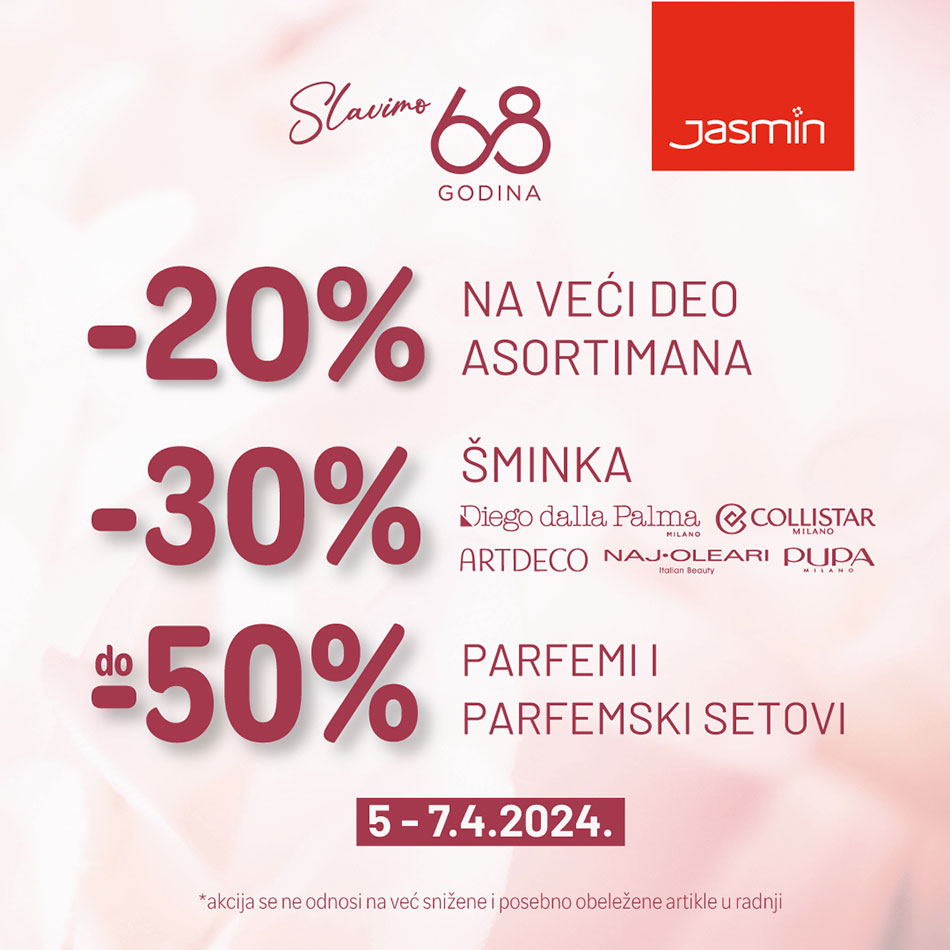 Slavimo 68
GODINA
Jasmin
-20% NA VEĆI DEO
ASORTIMANA
-30% ŠMINKA
Diego dalla Palma
MILANO
COLLISTAR
MILANO
ARTDECO
NAJ•OLEARI
Italian Beauty
PUPA
MILANO
do
-50% PARFEMI I
PARFEMSKI SETOVI
5 - 7.4.2024.
*akcija se ne odnosi na već snižene i posebno obeležene artikle u radnji